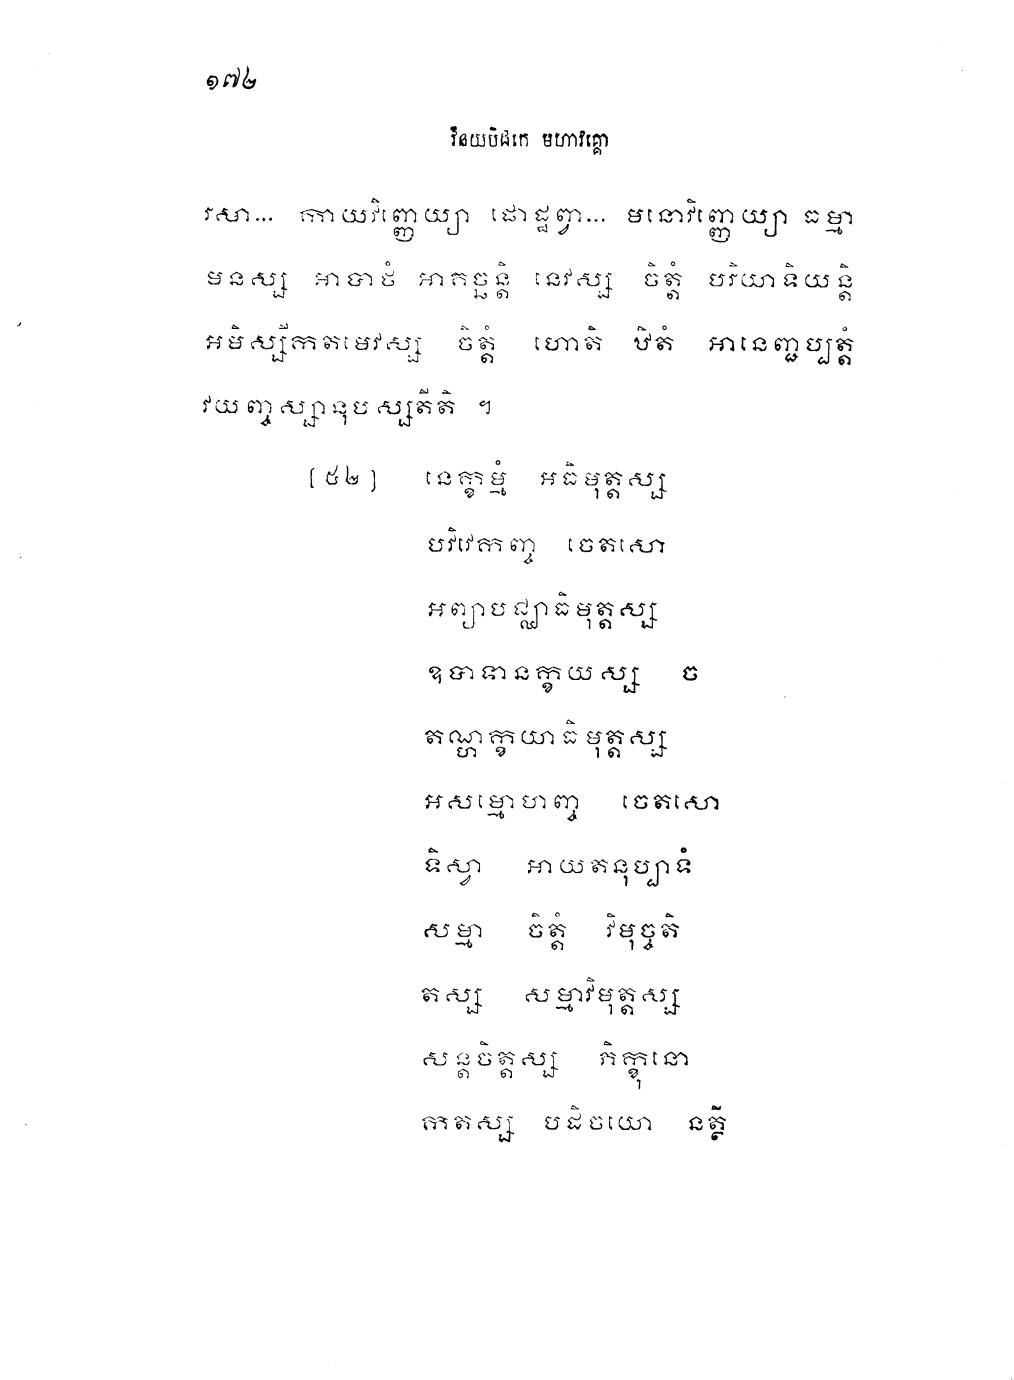 ១៧២
វិនយបិដកេ មហាវគ្គោ
រសា... កាយវិញ្ញេយ្យា ផោដ្ឋព្វា... មនោវិញ្ញេយ្យា ធម្មា
មនស្ស អាបាថំ អាគច្ឆន្តិ នេវស្ស ចិត្តំ បរិយាទិយន្តិ
អមិស្សីកតមេវស្ស ចិត្តំ ហោតិ ឋិតំ អានេញ្ជប្បត្តំ
វយញ្ចស្សានុបស្សតីតិ ។
[៥២] នេក្ខម្មំ អធិមុត្តស្ស
បវិវេកញ្ច ចេតសោ
អព្យាបជ្ឈាធិមុត្តស្ស
ឧបាទានក្ខយស្ស ច
តណ្ហក្ខយាធិមុត្តស្ស
អសម្មោហញ្ច ចេតសោ
ទិស្វា អាយតនុប្បាទំ
សម្មា ចិត្តំ វិមុច្ចតិ
តស្ស សម្មាវិមុត្តស្ស
សន្តចិត្តស្ស ភិក្ខុនោ
កតស្ស បដិចយោ នត្ថិ